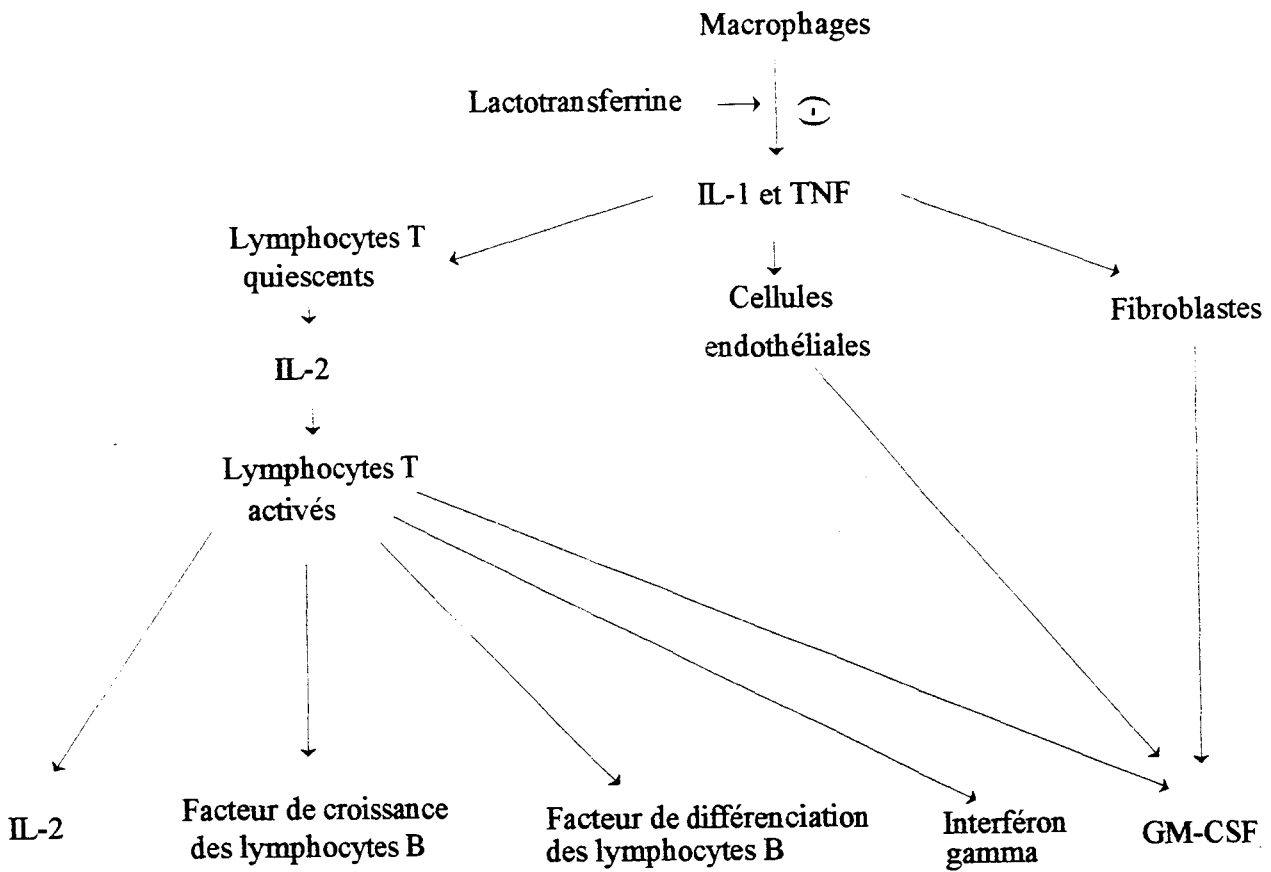 Macrophages
Lactotransferrine
(-)
IL-1 et TNF
Lymphocytes T
quiescents
Cellules
endothéliales
Fibroblastes
IL-2
Lymphocytes T
activés
IL-2
Facteur de croissance
des lymphocytes B
Facteur de différenciation
des lymphocytes B
Interféron
gamma
GM-CSF